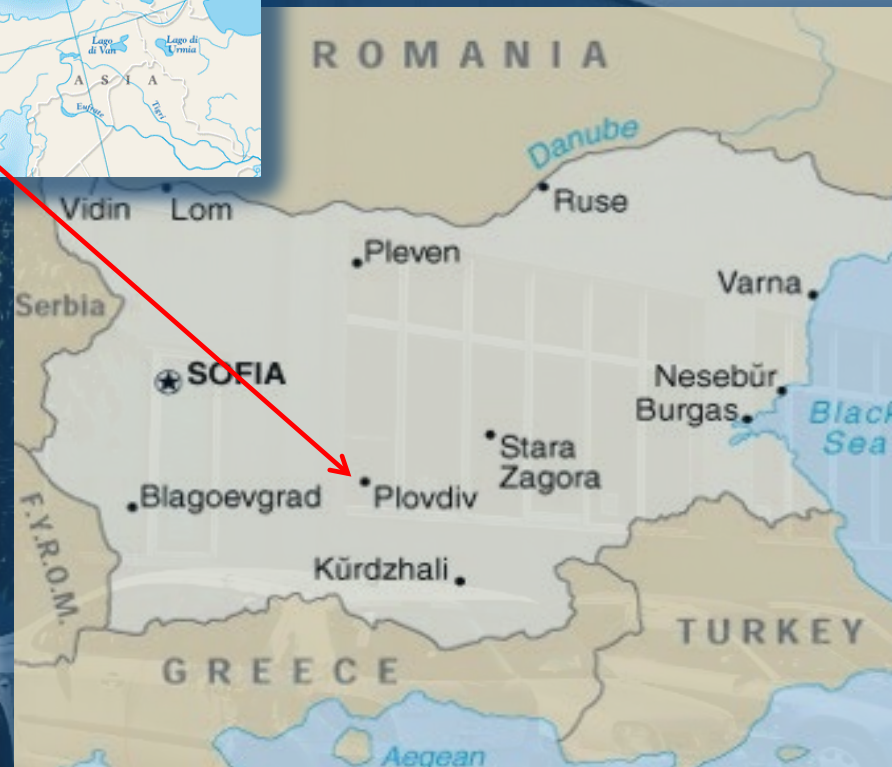 Lago
di Van
Lago di
Urmia
A S I A
Eufrate
Tigri
ROMANIA
Danube
Vidin
Lom
Ruse
Pleven
Varna
Serbia
SOFIA
Nesebŭr
Burgas
Black
Sea
Stara
Zagora
Blagoevgrad
Plovdiv
F.Y.R.O.M.
Kŭrdzhali
TURKEY
GREECE
Aegean